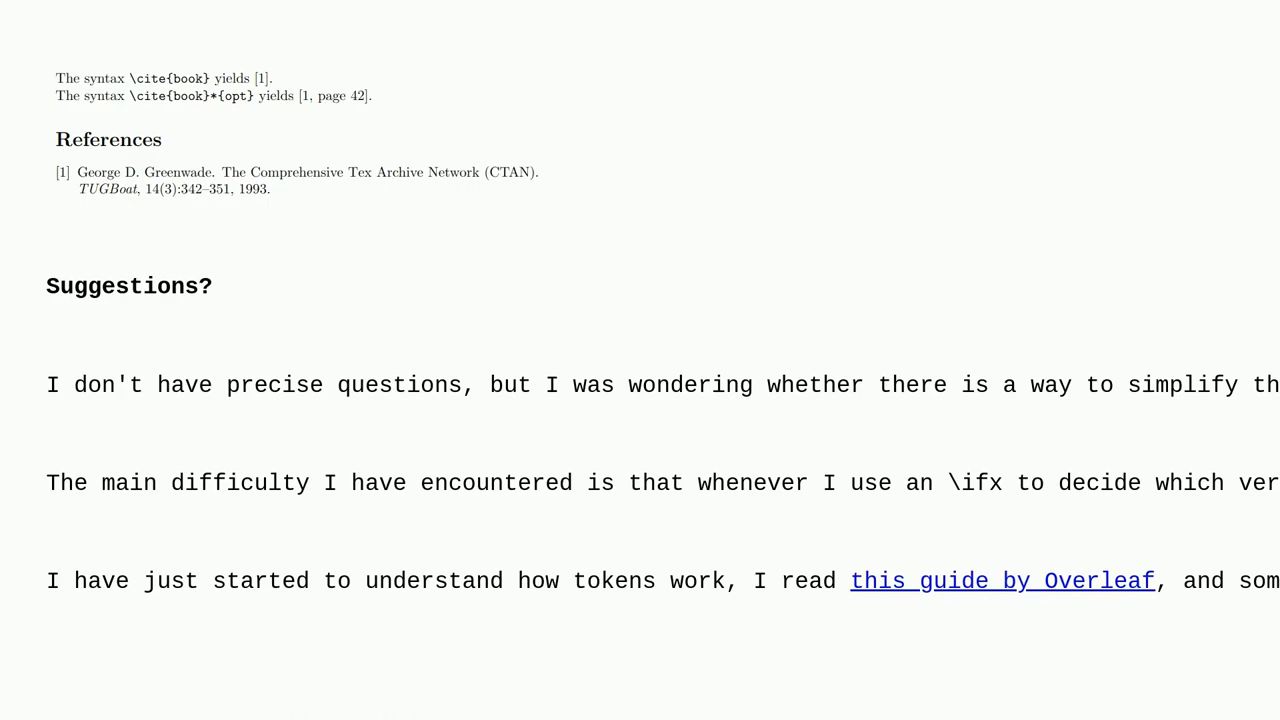 The syntax \cite{book} yields [1].
The syntax \cite{book}*{opt} yields [1, page 42].
References
[1] George D. Greenwade. The Comprehensive Tex Archive Network (CTAN).
TUGBoat, 14(3):342–351, 1993.
Suggestions?
I don't have precise questions, but I was wondering whether there is a way to simplify th
The main difficulty I have encountered is that whenever I use an \ifx to decide which ver
I have just started to understand how tokens work, I read this guide by Overleaf, and som